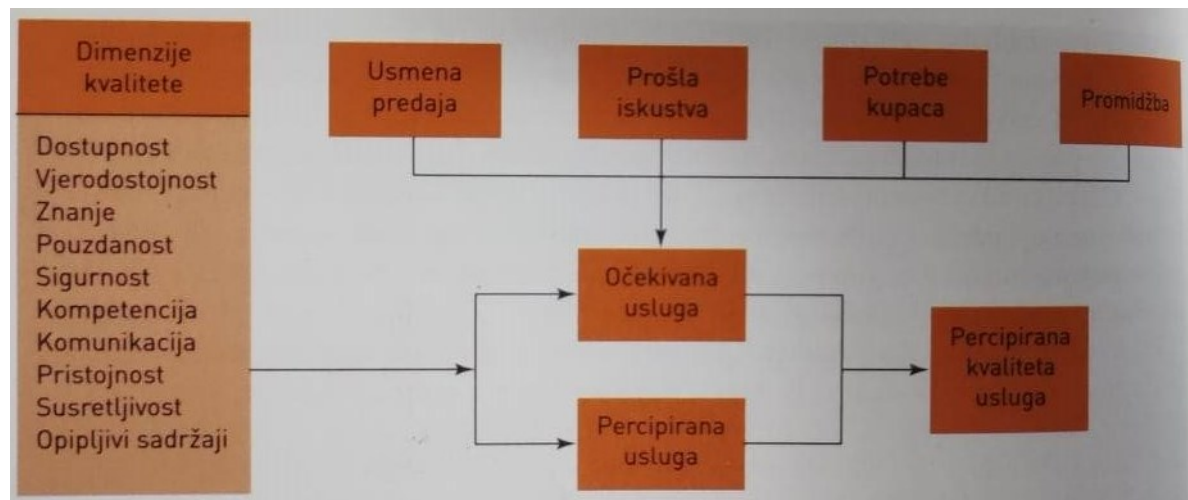 Dimenzije
kvalitete
Dostupnost
Vjerodostojnost
Znanje
Pouzdanost
Sigurnost
Kompetencija
Komunikacija
Pristojnost
Susretljivost
Opipljivi sadržaji
Usmena
predaja
Prošla
iskustva
Potrebe
kupaca
Promidžba
Očekivana
usluga
Percipirana
usluga
Percipirana
kvaliteta
usluga